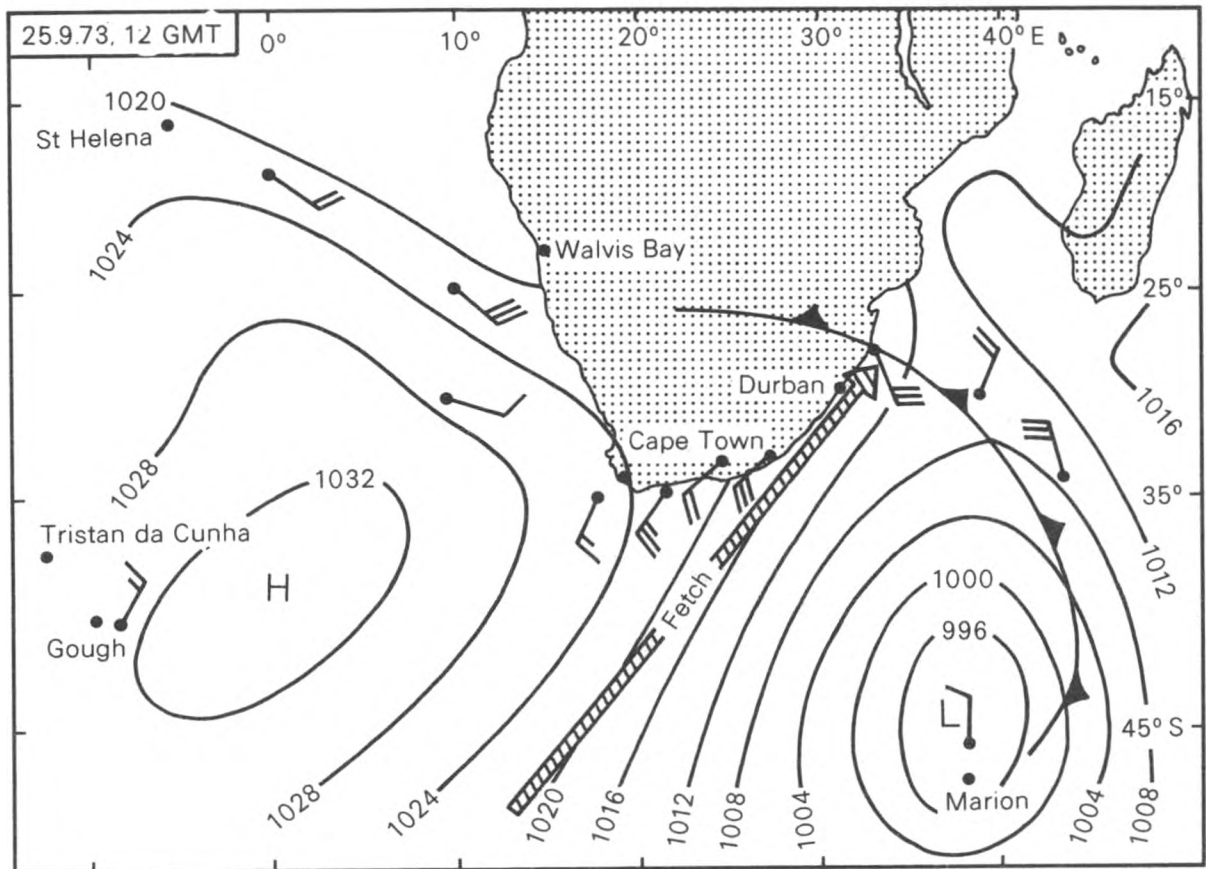 25.9.73, 12 GMT
0°
10°
20°
30°
40° E
1020
15°
St Helena
1024
Walvis Bay
25°
Durban
1016
Cape Town
1028
1032
35°
Tristan da Cunha
H
1012
1000
Fetch
996
Gough
L
45° S
Marion
1028
1024
1020
1016
1012
1008
1004
1004
1008